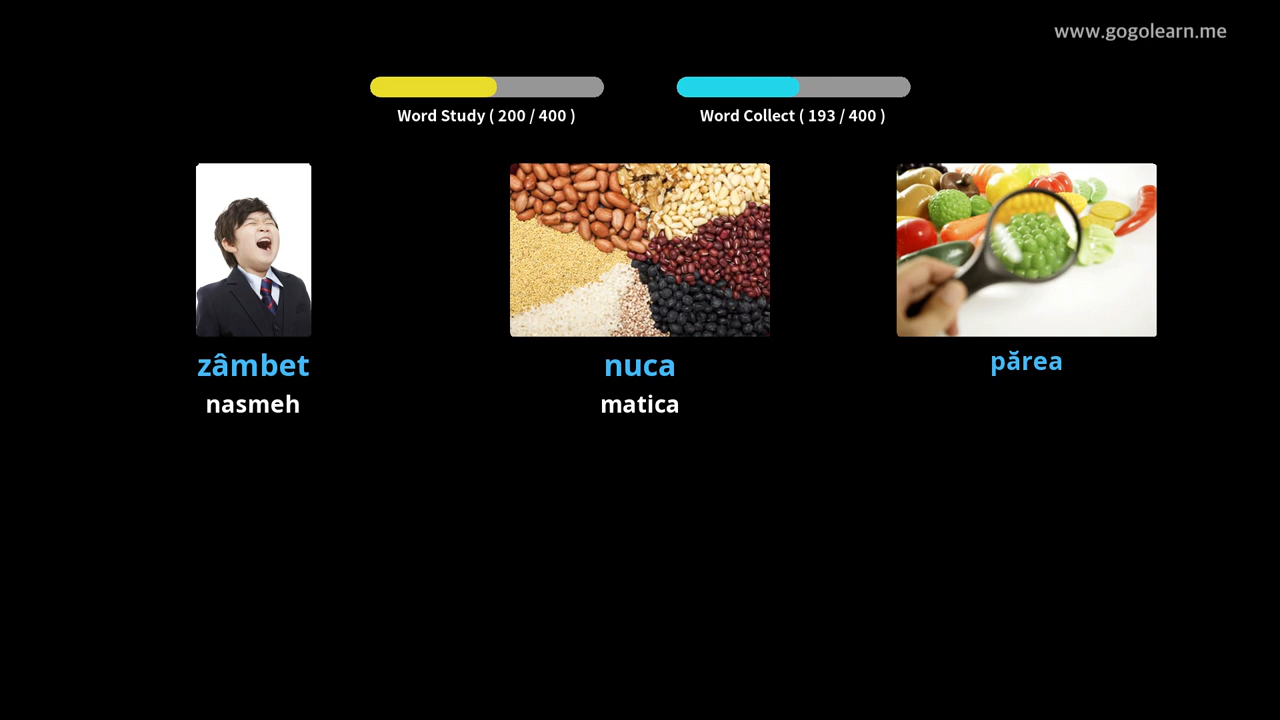 www.gogolearn.me
Word Study ( 200 / 400 )
Word Collect ( 193 / 400 )
zâmbet
nasmeh
nuca
matica
părea